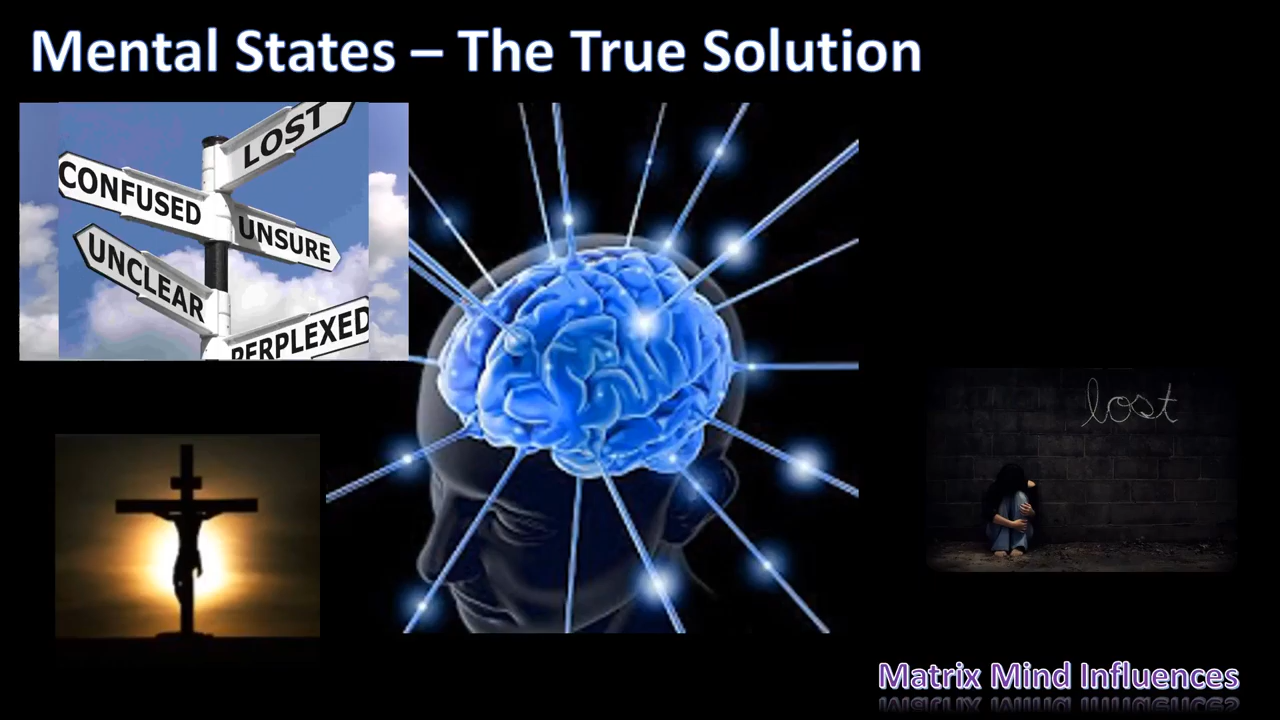 Mental States – The True Solution
LOST
CONFUSED
UNSURE
UNCLEAR
PERPLEXED
lost
Matrix Mind Influences